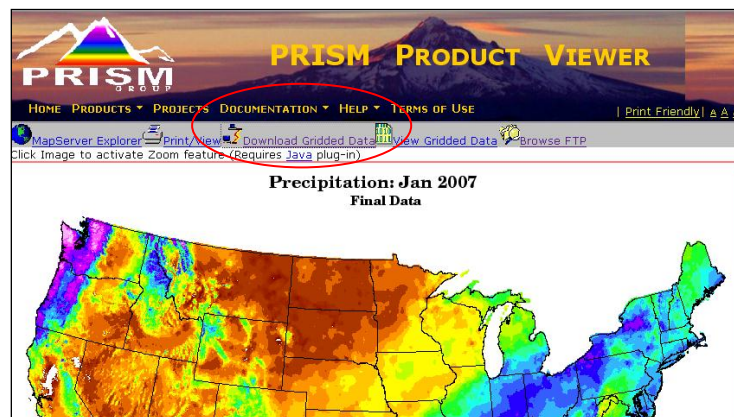 PRISM
GROUP
PRISM PRODUCT VIEWER
HOME PRODUCTS PROJECTS DOCUMENTATION HELP TERMS OF USE
| Print Friendly| A A
MapServer Explorer Print/View Download Gridded Data View Gridded Data Browse FTP
Click Image to activate Zoom feature (Requires Java plug-in)
Precipitation: Jan 2007
Final Data